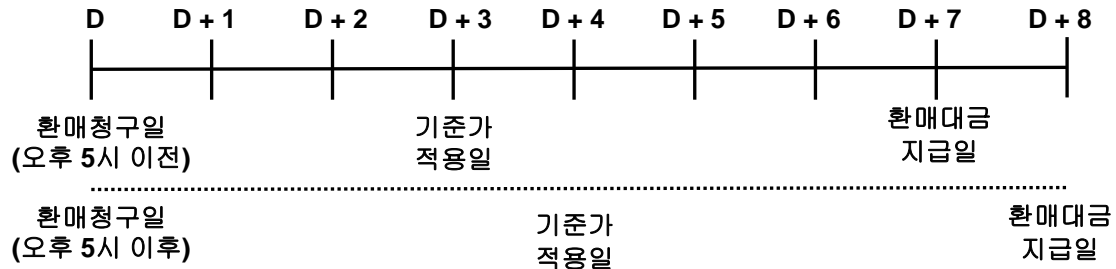 D D + 1 D + 2 D + 3 D + 4 D + 5 D + 6 D + 7 D + 8
환매청구일 기준가 환매대금
(오후 5시 이전) 적용일 지급일
환매청구일 기준가 환매대금
(오후 5시 이후) 적용일 지급일